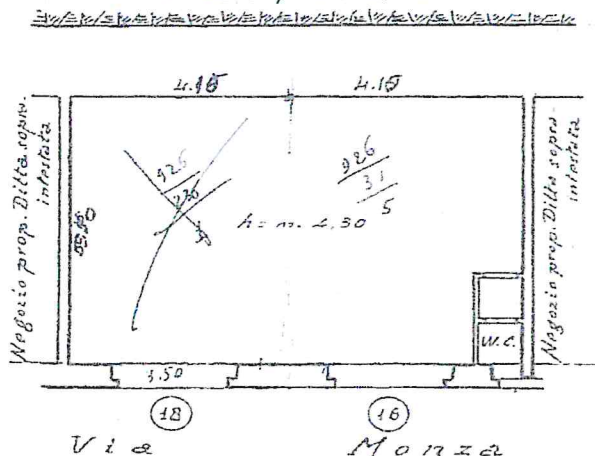 4.15 4.15
Negozio prop. Ditta sopra-
intestata
926
236
926
31
5
h = m. 4,30
Negozio prop. Ditta sopra-
intestata
W.C.
3.50
18 16
Via Monza